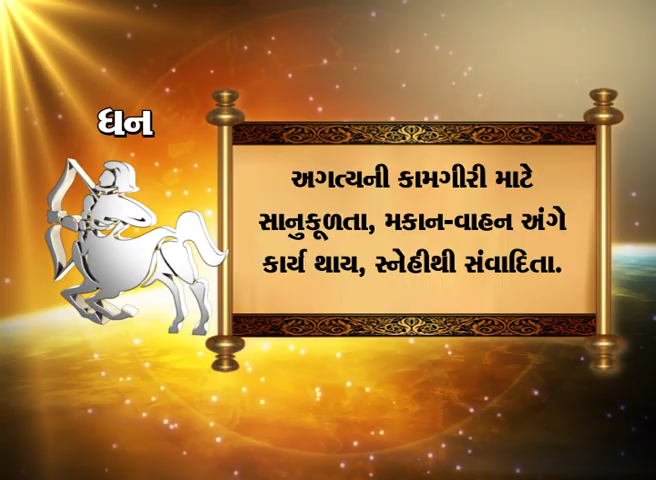 ધન
અગત્યની કામગીરી માટે
સાનુકૂળતા, મકાન-વાહન અંગે
કાર્ય થાય, સ્નેહીથી સંવાદિતા.